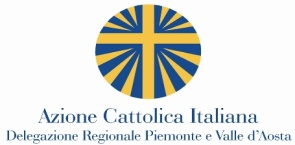 Azione Cattolica Italiana
Delegazione Regionale Piemonte e Valle d'Aosta